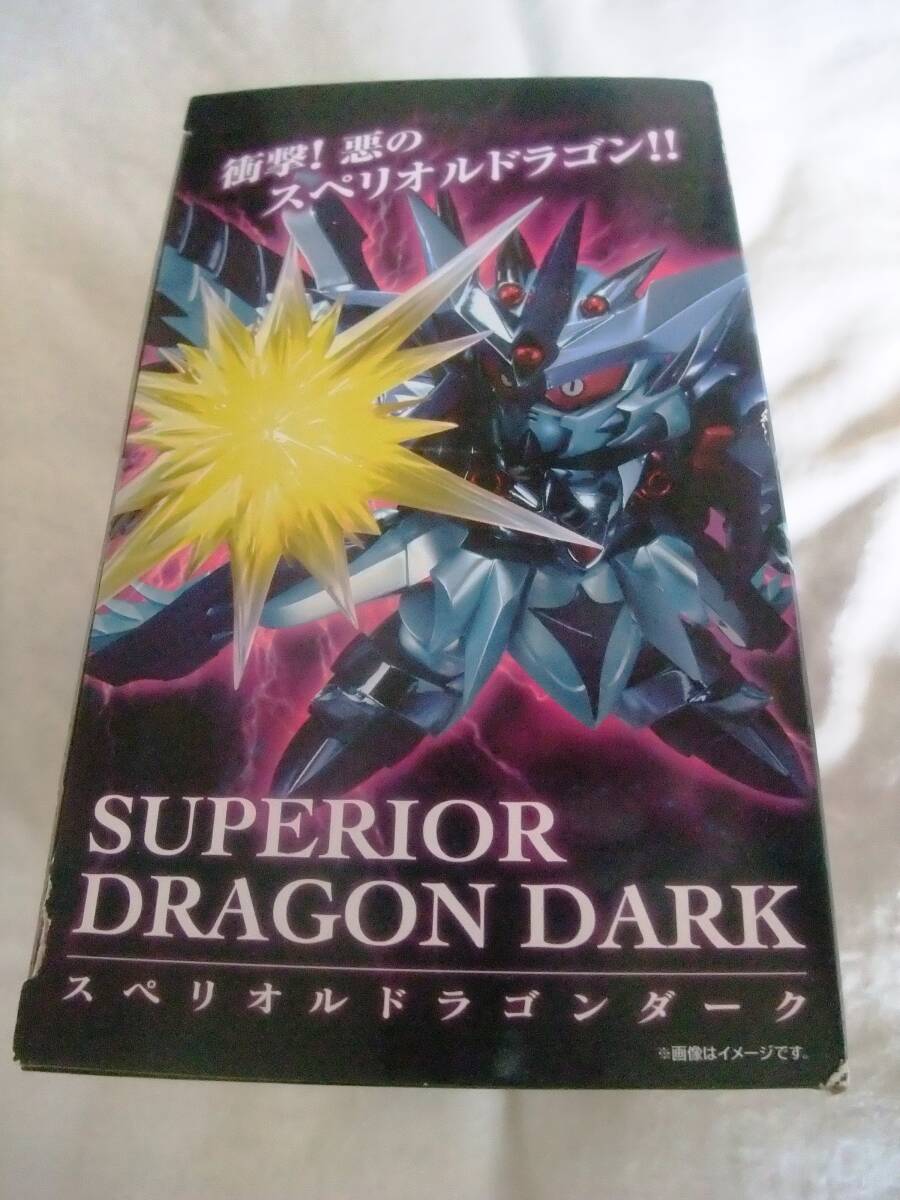 衝撃！悪の
スペリオルドラゴン!!
SUPERIOR
DRAGON DARK
スペリオルドラゴンダーク
※画像はイメージです。